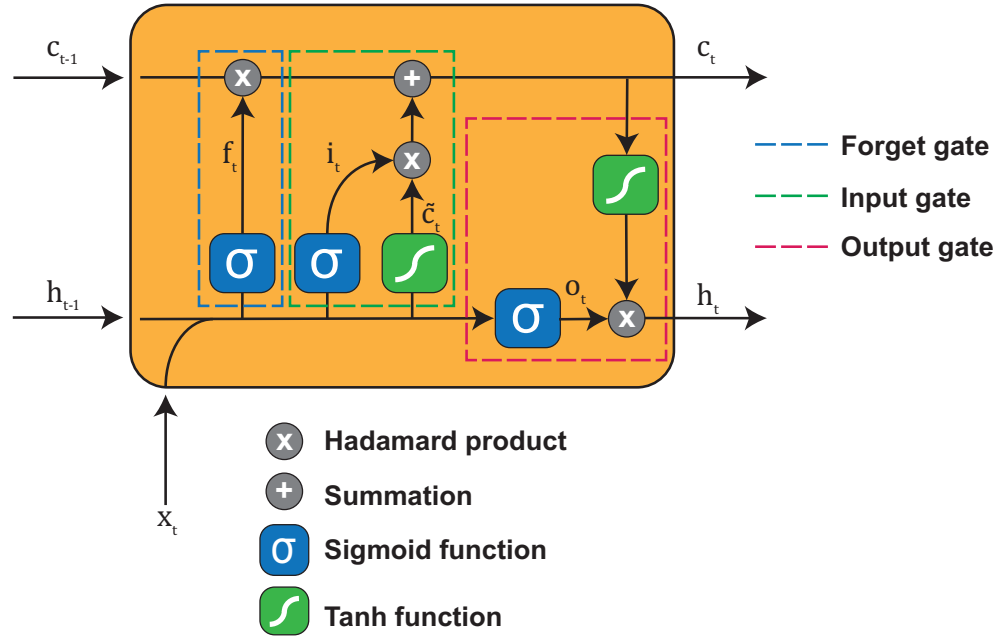 c_{t-1}
c_t
x
+
f_t
i_t
x
c̃_t
σ
σ
h_{t-1}
σ
o_t
x
h_t
x_t
Forget gate
Input gate
Output gate
x Hadamard product
+ Summation
σ Sigmoid function
Tanh function